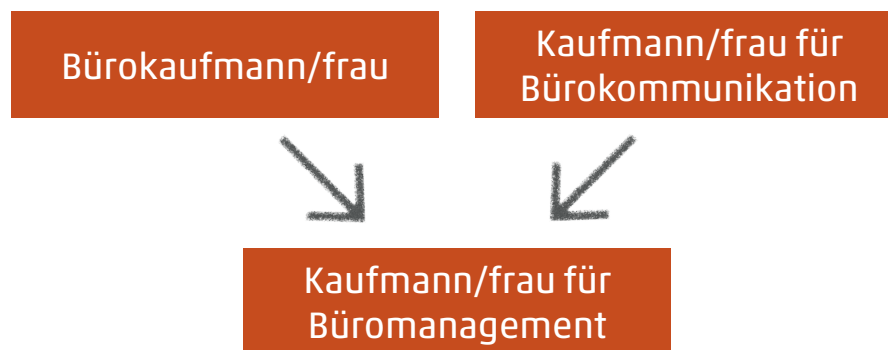 Bürokaufmann/frau
Kaufmann/frau für
Bürokommunikation
Kaufmann/frau für
Büromanagement